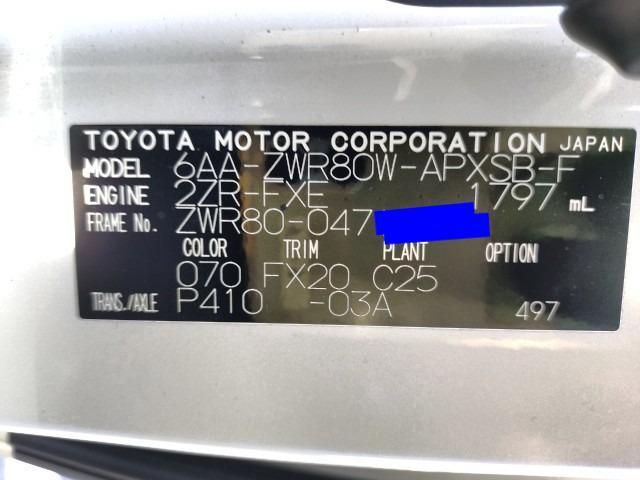 TOYOTA MOTOR CORPORATION JAPAN
MODEL 6AA-ZWR80W-APXSB-F
ENGINE 2ZR-FXE 1797 mL
FRAME No. ZWR80-047
COLOR TRIM PLANT OPTION
070 FX20 C25
TRANS./AXLE P410 -03A 497